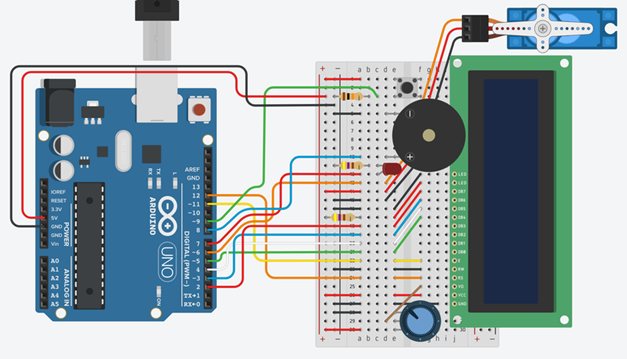 AREF
GND
13
12
~11
~10
~9
8
7
~6
~5
4
~3
2
TX→1
RX←0
DIGITAL (PWM~)
IOREF
RESET
3.3V
5V
GND
GND
Vin
POWER
A0
A1
A2
A3
A4
A5
ANALOG IN
RX
TX
L
ON
ARDUINO
UNO
+ −
a b c d e
f g
a b c d e
f g h i j
+ −
LED
LED
DB7
DB6
DB5
DB4
DB3
DB2
DB1
DB0
E
RW
RS
V0
VCC
GND